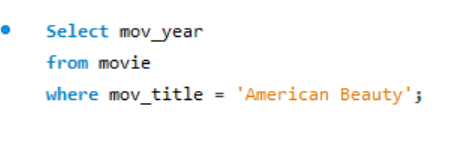 Select mov_year
from movie
where mov_title = 'American Beauty';